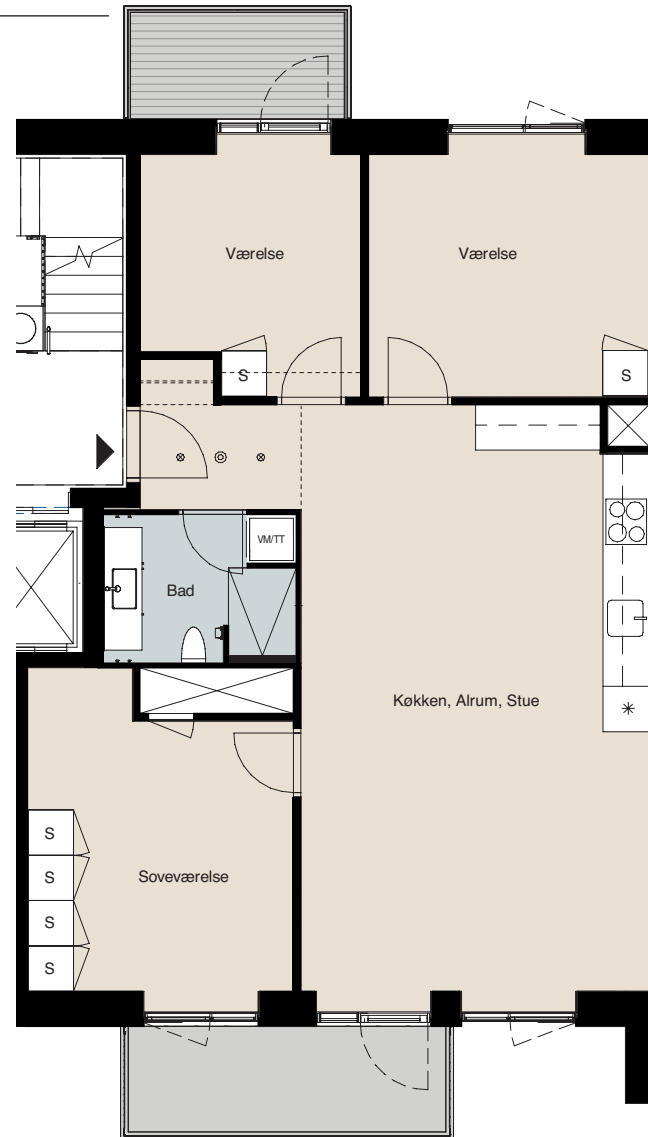 Værelse
Værelse
S
S
VM/TT
Bad
Køkken, Alrum, Stue
S
S
Soveværelse
S
S